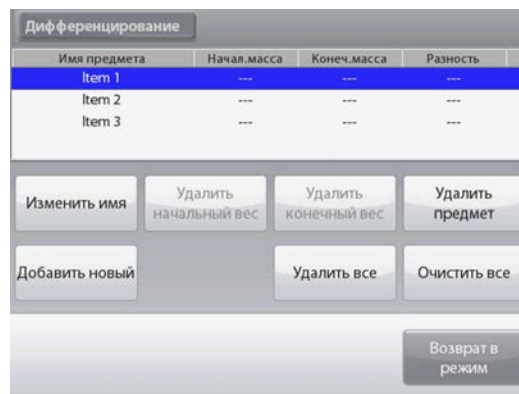 Дифференцирование
Имя предмета Начал.масса Конеч.масса Разность
Item 1 --- --- ---
Item 2 --- --- ---
Item 3 --- --- ---
Изменить имя Удалить начальный вес Удалить конечный вес Удалить предмет
Добавить новый Удалить все Очистить все
Возврат в
режим